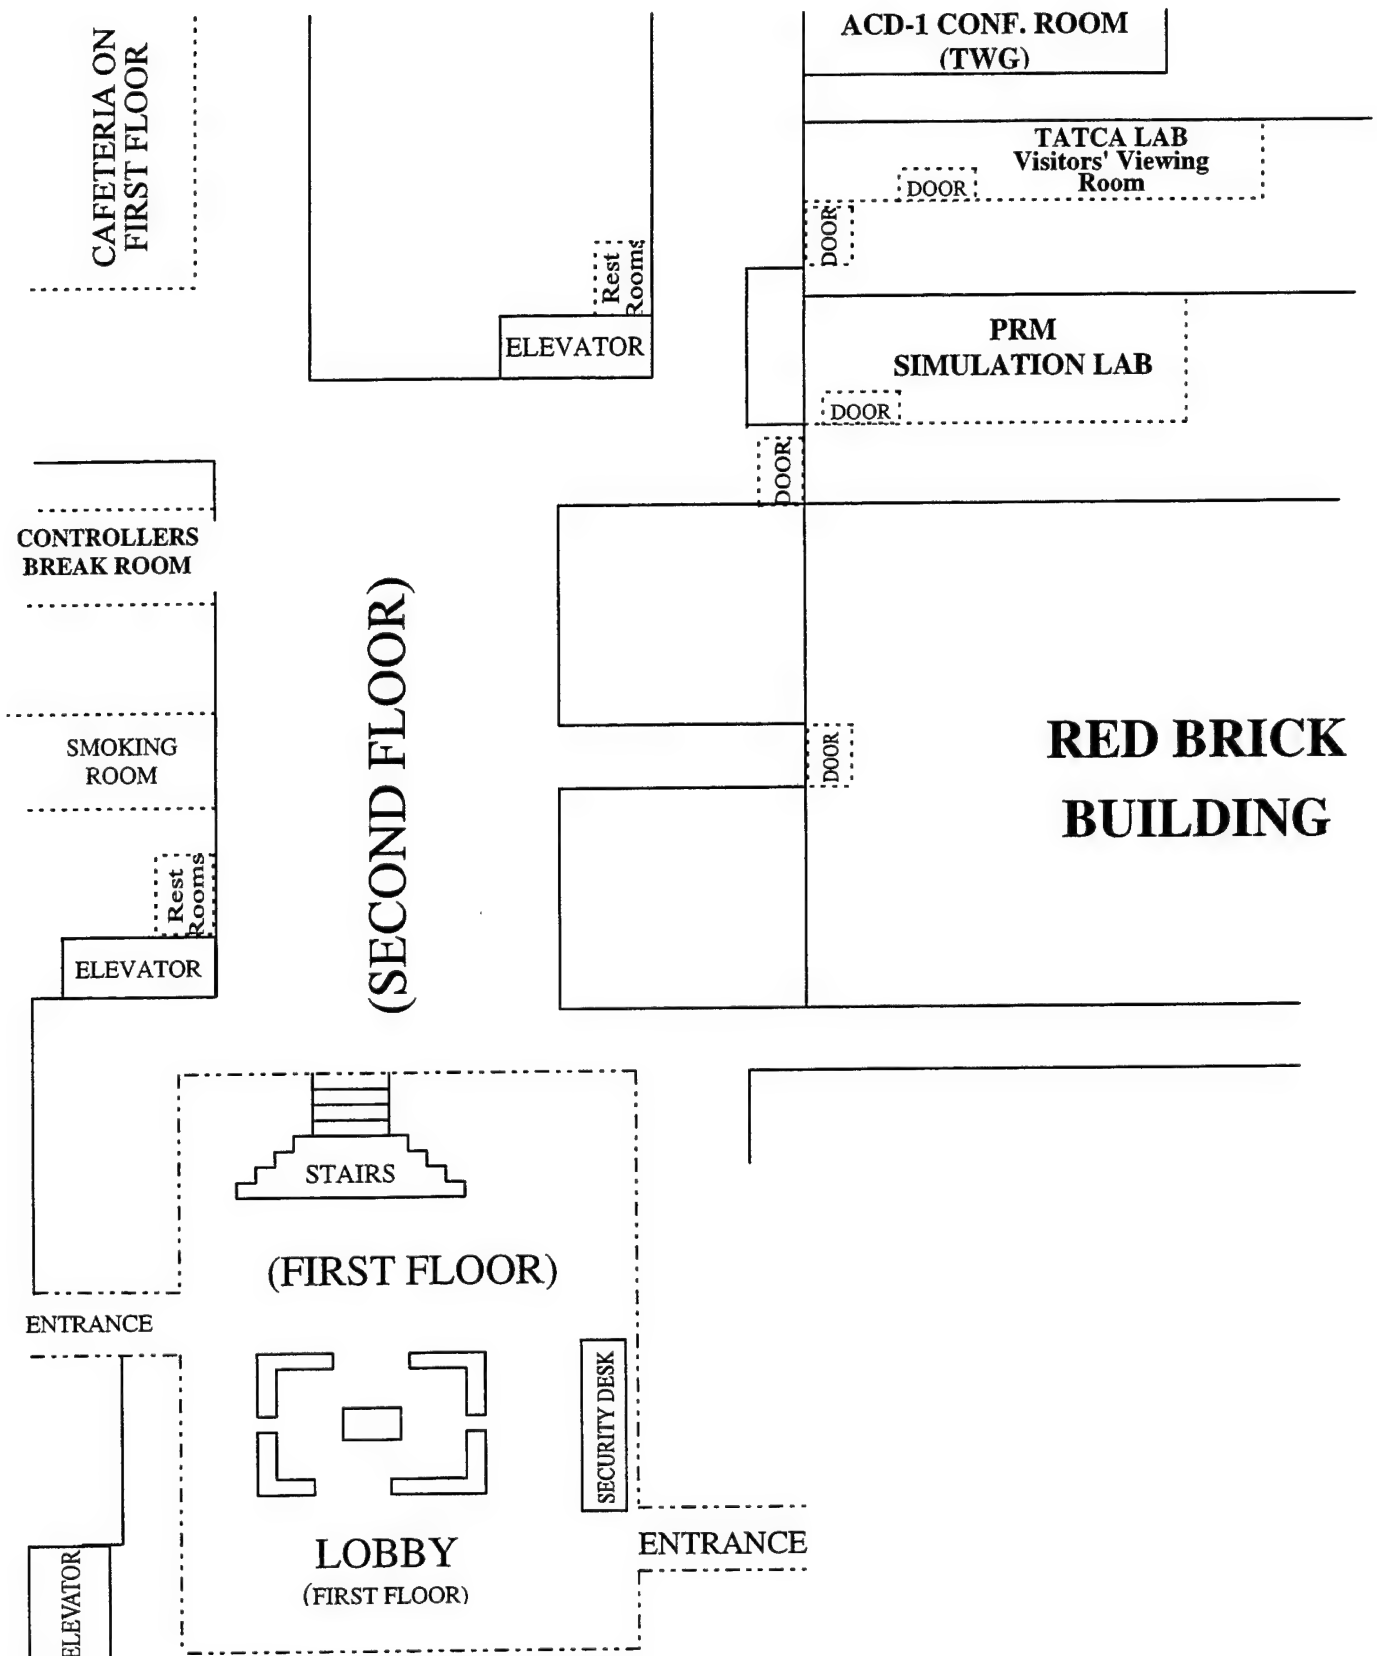 CAFETERIA ON
FIRST FLOOR
ACD-1 CONF. ROOM
(TWG)
TATCA LAB
Visitors' Viewing
Room
DOOR
DOOR
Rest
Rooms
ELEVATOR
PRM
SIMULATION LAB
DOOR
DOOR
CONTROLLERS
BREAK ROOM
(SECOND FLOOR)
SMOKING
ROOM
DOOR
RED BRICK
BUILDING
Rest
Rooms
ELEVATOR
STAIRS
(FIRST FLOOR)
ENTRANCE
SECURITY DESK
LOBBY
(FIRST FLOOR)
ENTRANCE
ELEVATOR